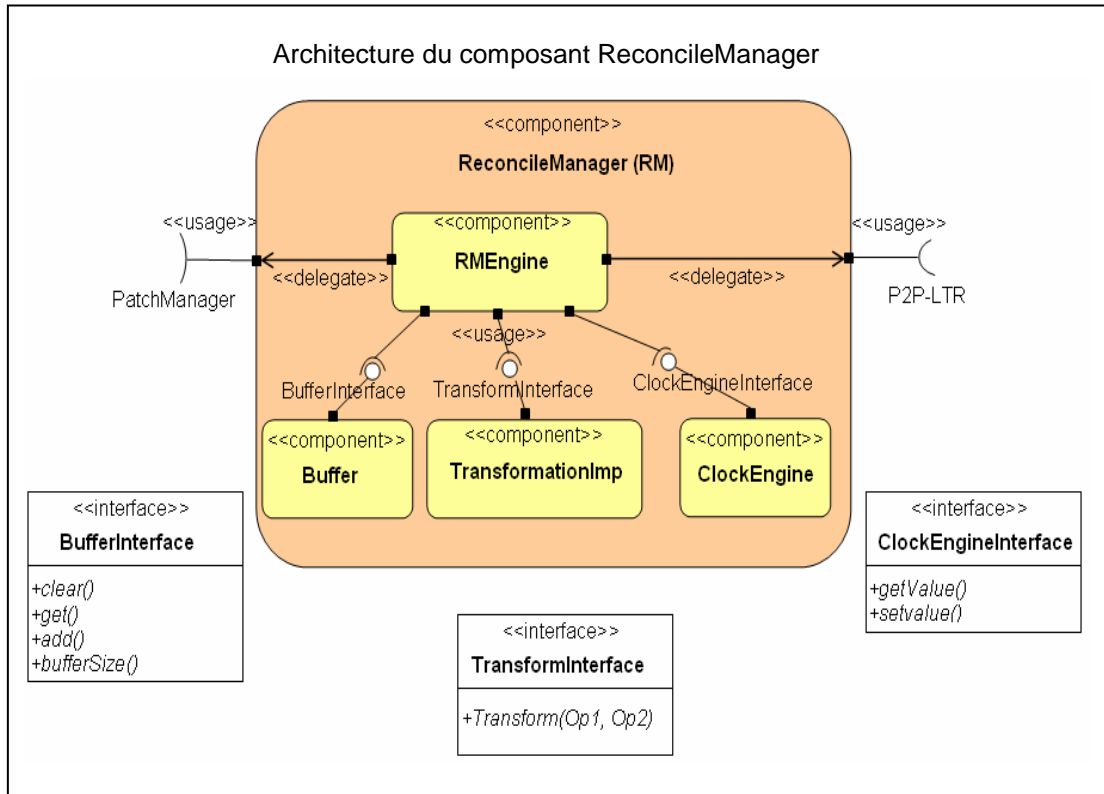 Architecture du composant ReconcileManager
<<component>>
ReconcileManager (RM)
<<usage>>
<<component>>
<<usage>>
RMEngine
<<delegate>>
<<delegate>>
PatchManager
P2P-LTR
<<usage>>
BufferInterface
TransformInterface
ClockEngineInterface
<<component>>
Buffer
<<component>>
TransformationImp
<<component>>
ClockEngine
<<interface>>
BufferInterface
+clear()
+get()
+add()
+bufferSize()
<<interface>>
TransformInterface
+Transform(Op1, Op2)
<<interface>>
ClockEngineInterface
+getValue()
+setvalue()